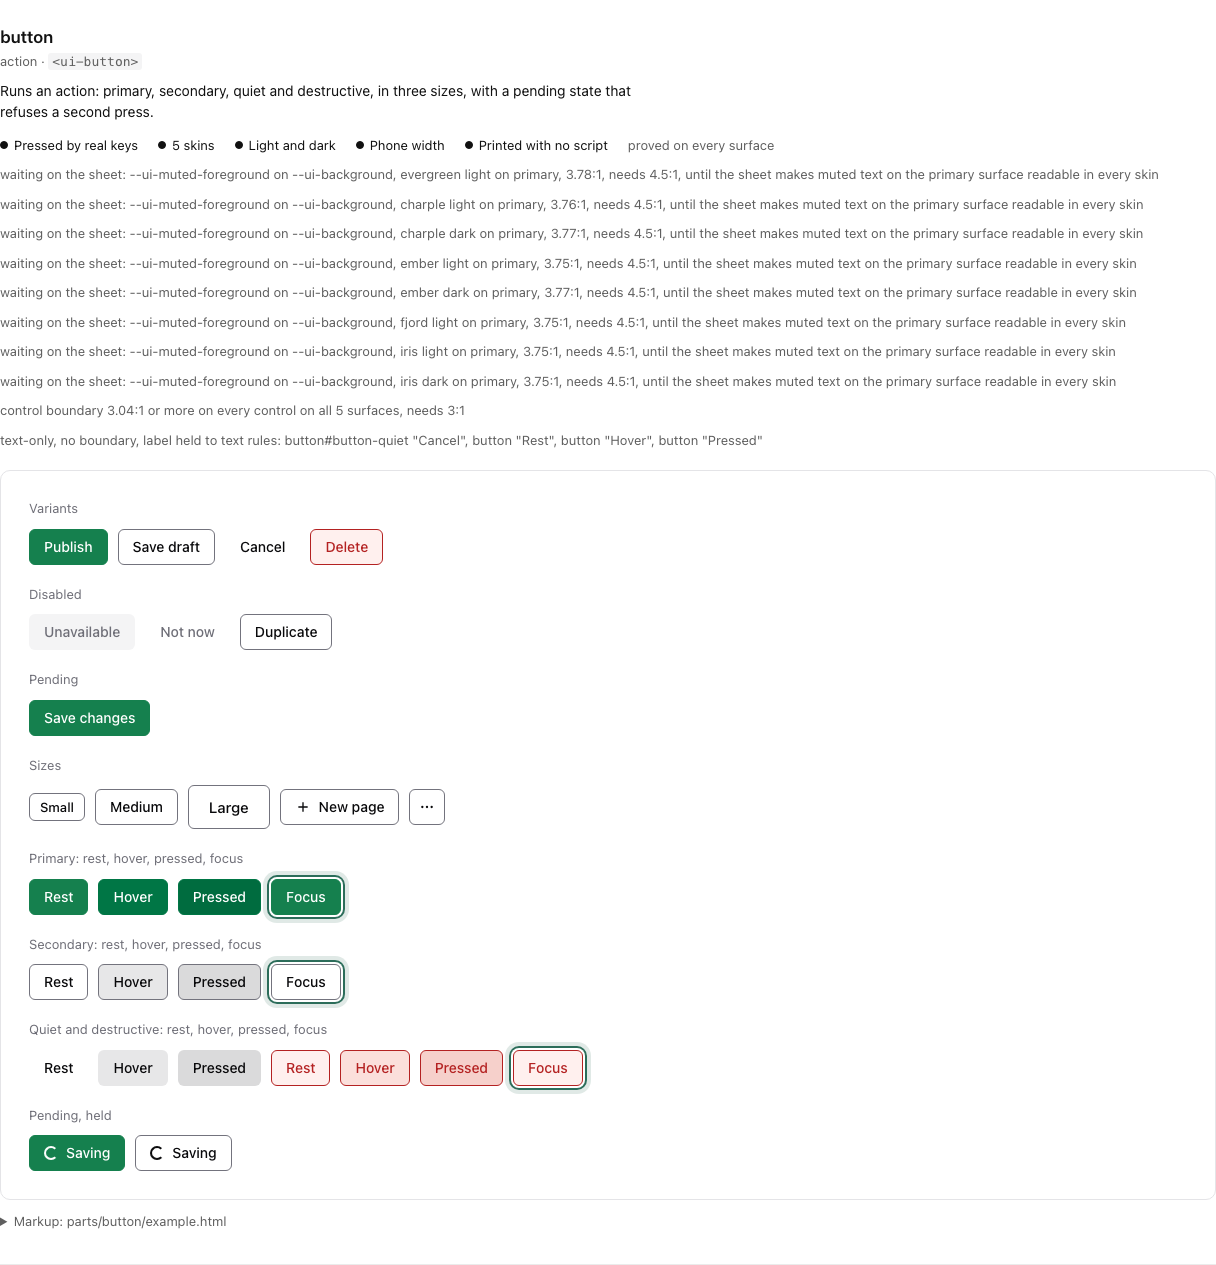 button
action · <ui-button>
Runs an action: primary, secondary, quiet and destructive, in three sizes, with a pending state that
refuses a second press.
Pressed by real keys 5 skins Light and dark Phone width Printed with no script proved on every surface
waiting on the sheet: --ui-muted-foreground on --ui-background, evergreen light on primary, 3.78:1, needs 4.5:1, until the sheet makes muted text on the primary surface readable in every skin
waiting on the sheet: --ui-muted-foreground on --ui-background, charple light on primary, 3.76:1, needs 4.5:1, until the sheet makes muted text on the primary surface readable in every skin
waiting on the sheet: --ui-muted-foreground on --ui-background, charple dark on primary, 3.77:1, needs 4.5:1, until the sheet makes muted text on the primary surface readable in every skin
waiting on the sheet: --ui-muted-foreground on --ui-background, ember light on primary, 3.75:1, needs 4.5:1, until the sheet makes muted text on the primary surface readable in every skin
waiting on the sheet: --ui-muted-foreground on --ui-background, ember dark on primary, 3.77:1, needs 4.5:1, until the sheet makes muted text on the primary surface readable in every skin
waiting on the sheet: --ui-muted-foreground on --ui-background, fjord light on primary, 3.75:1, needs 4.5:1, until the sheet makes muted text on the primary surface readable in every skin
waiting on the sheet: --ui-muted-foreground on --ui-background, iris light on primary, 3.75:1, needs 4.5:1, until the sheet makes muted text on the primary surface readable in every skin
waiting on the sheet: --ui-muted-foreground on --ui-background, iris dark on primary, 3.75:1, needs 4.5:1, until the sheet makes muted text on the primary surface readable in every skin
control boundary 3.04:1 or more on every control on all 5 surfaces, needs 3:1
text-only, no boundary, label held to text rules: button#button-quiet "Cancel", button "Rest", button "Hover", button "Pressed"
Variants
Publish Save draft Cancel Delete
Disabled
Unavailable Not now Duplicate
Pending
Save changes
Sizes
Small Medium Large + New page ···
Primary: rest, hover, pressed, focus
Rest Hover Pressed Focus
Secondary: rest, hover, pressed, focus
Rest Hover Pressed Focus
Quiet and destructive: rest, hover, pressed, focus
Rest Hover Pressed Rest Hover Pressed Focus
Pending, held
Saving Saving
Markup: parts/button/example.html